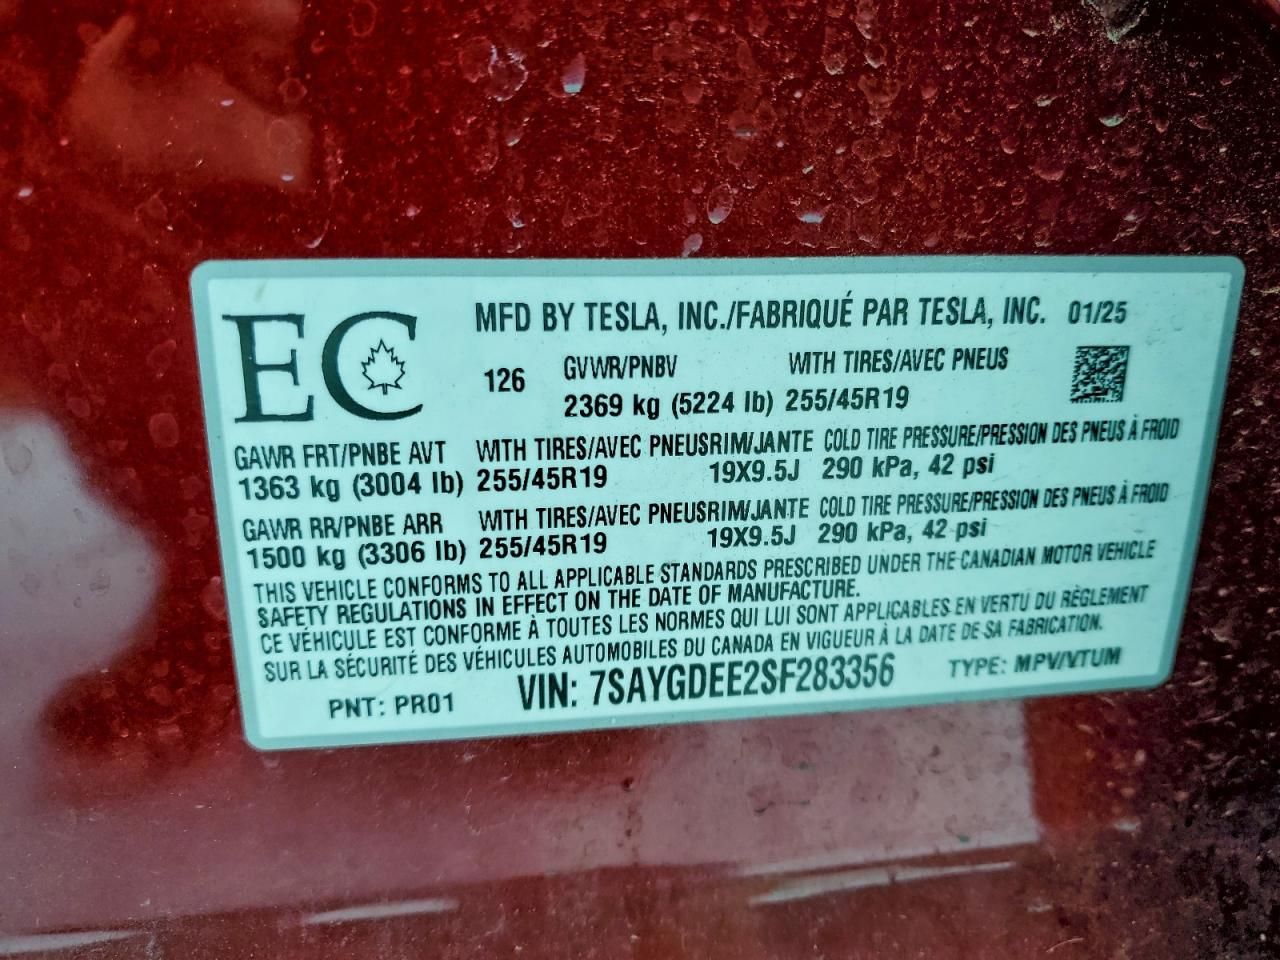 EC
MFD BY TESLA, INC./FABRIQUÉ PAR TESLA, INC. 01/25
126 GVWR/PNBV WITH TIRES/AVEC PNEUS
2369 kg (5224 lb) 255/45R19
GAWR FRT/PNBE AVT WITH TIRES/AVEC PNEUS RIM/JANTE COLD TIRE PRESSURE/PRESSION DES PNEUS À FROID
1363 kg (3004 lb) 255/45R19 19X9.5J 290 kPa, 42 psi
GAWR RR/PNBE ARR WITH TIRES/AVEC PNEUS RIM/JANTE COLD TIRE PRESSURE/PRESSION DES PNEUS À FROID
1500 kg (3306 lb) 255/45R19 19X9.5J 290 kPa, 42 psi
THIS VEHICLE CONFORMS TO ALL APPLICABLE STANDARDS PRESCRIBED UNDER THE CANADIAN MOTOR VEHICLE
SAFETY REGULATIONS IN EFFECT ON THE DATE OF MANUFACTURE.
CE VÉHICULE EST CONFORME À TOUTES LES NORMES QUI LUI SONT APPLICABLES EN VERTU DU RÈGLEMENT
SUR LA SÉCURITÉ DES VÉHICULES AUTOMOBILES DU CANADA EN VIGUEUR À LA DATE DE SA FABRICATION.
PNT: PR01 VIN: 7SAYGDEE2SF283356 TYPE: MPV/VTUM